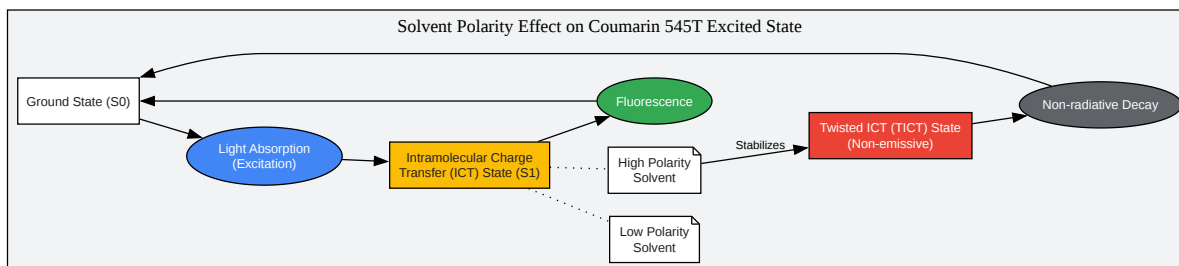 Solvent Polarity Effect on Coumarin 545T Excited State
Ground State (S0)
Light Absorption
(Excitation)
Intramolecular Charge
Transfer (ICT) State (S1)
Fluorescence
High Polarity
Solvent
Low Polarity
Solvent
Stabilizes
Twisted ICT (TICT) State
(Non-emissive)
Non-radiative Decay